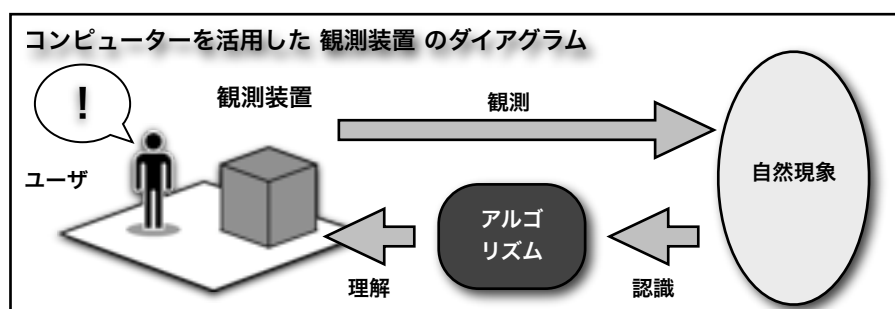 コンピューターを活用した 観測装置 のダイアグラム
!
観測装置
観測
ユーザ
自然現象
アルゴ
リズム
理解
認識